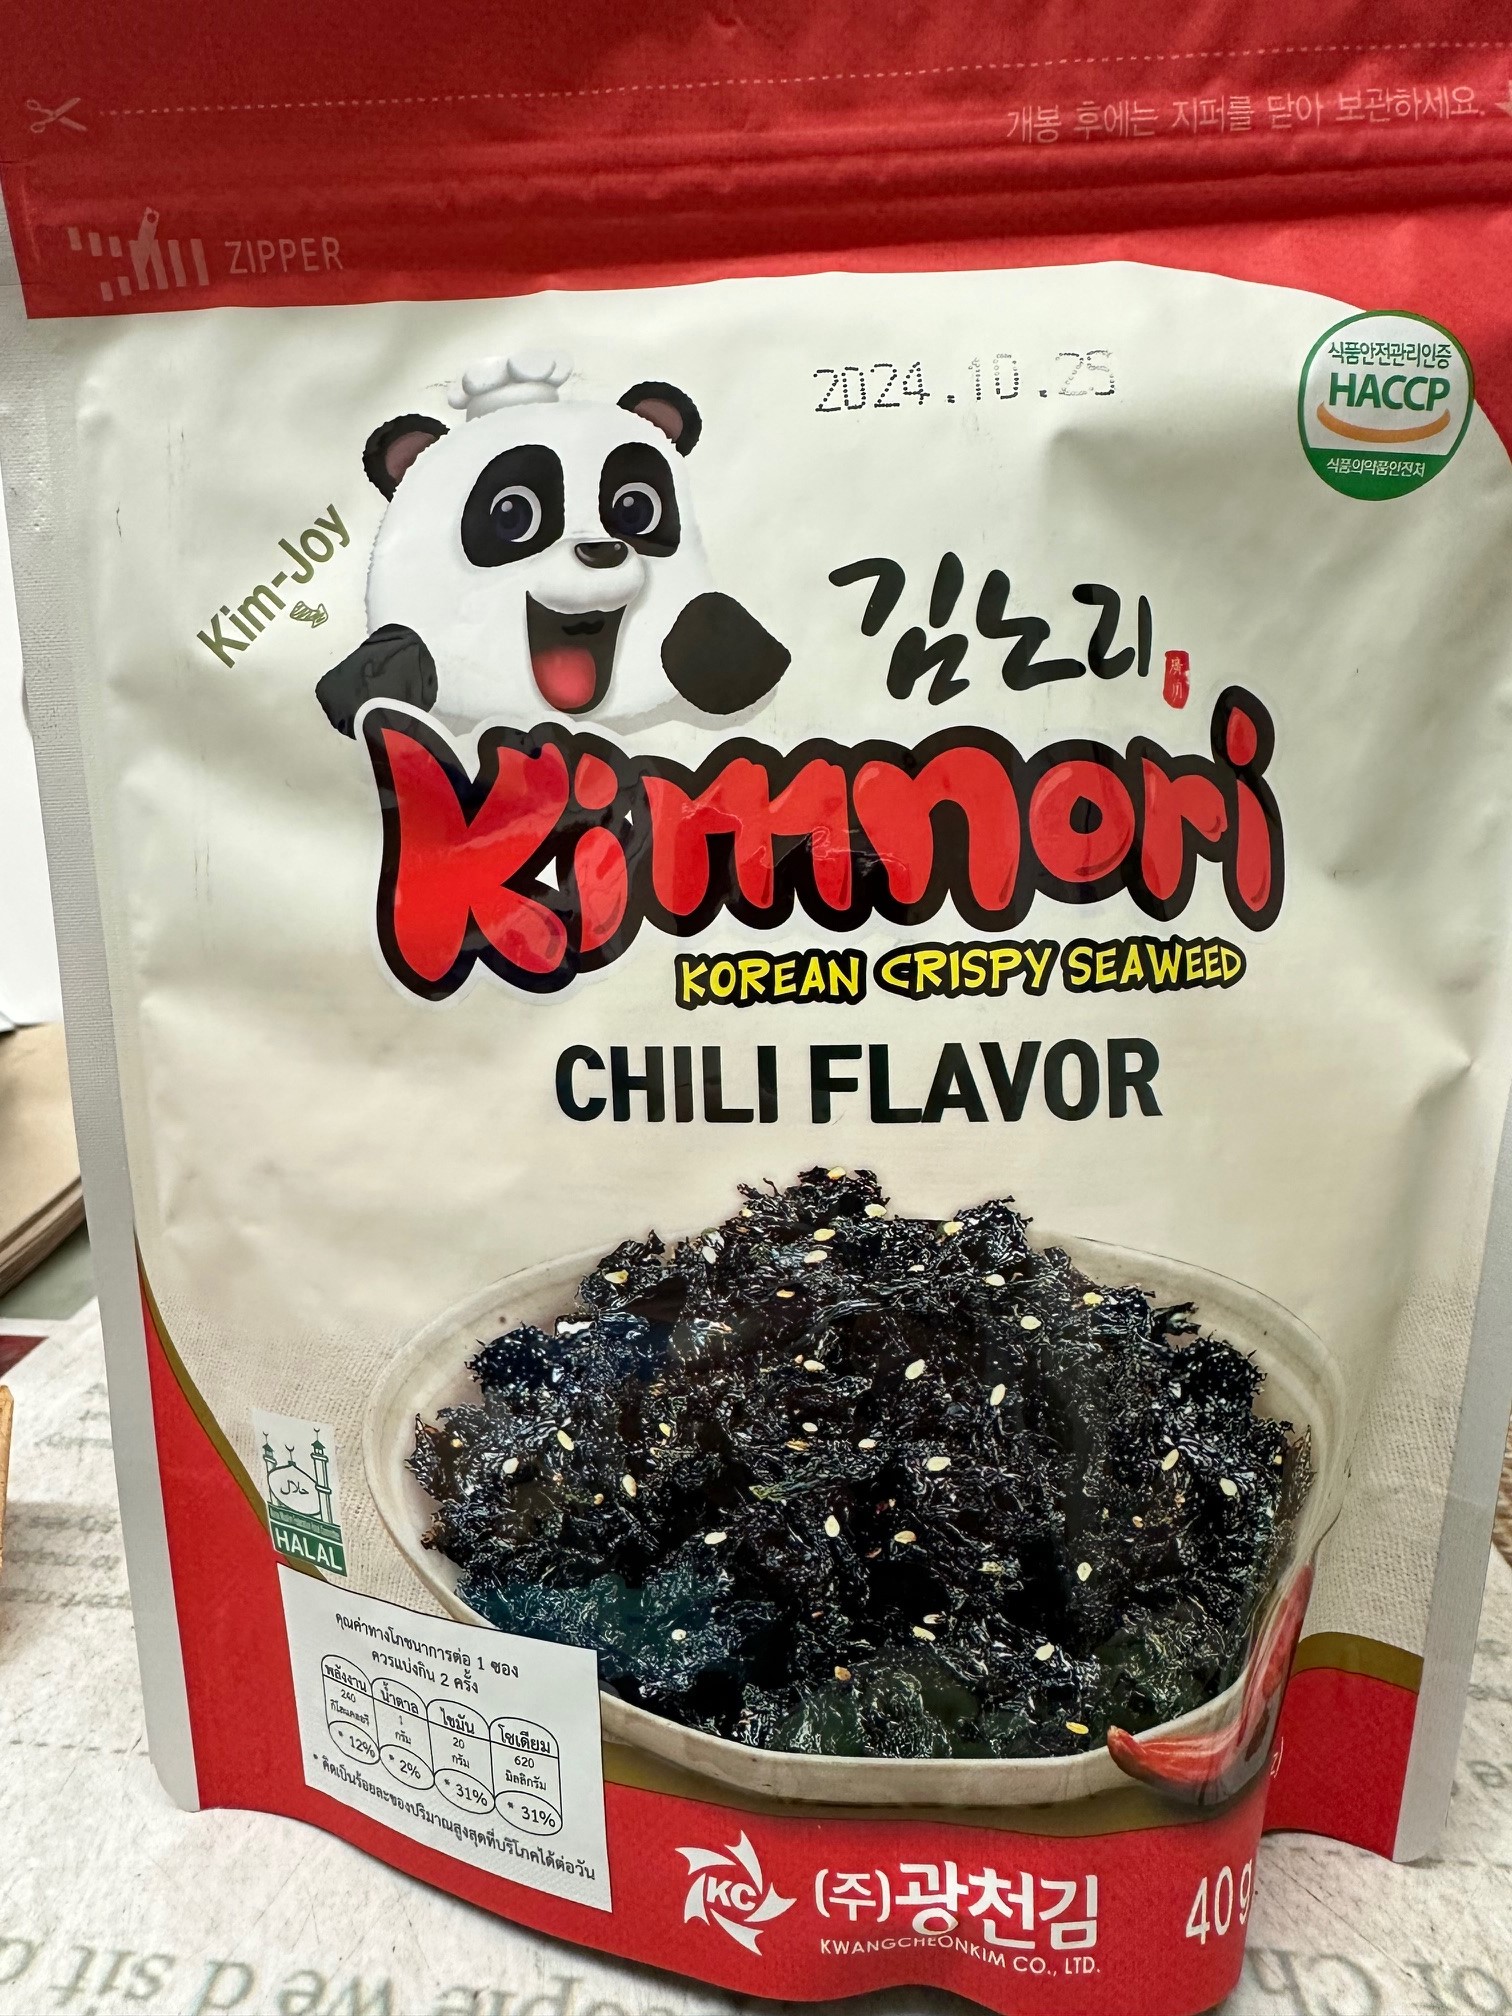 개봉 후에는 지퍼를 닫아 보관하세요.
ZIPPER
2024.10.25
식품안전관리인증
HACCP
식품의약품안전처
Kim-Joy
김노리
Kimnori
KOREAN CRISPY SEAWEED
CHILI FLAVOR
حلال
HALAL
คุณค่าทางโภชนาการต่อ 1 ซอง
ควรแบ่งกิน 2 ครั้ง
พลังงาน น้ำตาล ไขมัน โซเดียม
240 1 20 620
กิโลแคลอรี กรัม กรัม มิลลิกรัม
* 12% * 2% * 31% * 31%
* คิดเป็นร้อยละของปริมาณสูงสุดที่บริโภคได้ต่อวัน
KC
(주)광천김
KWANGCHEONKIM CO., LTD.
40g